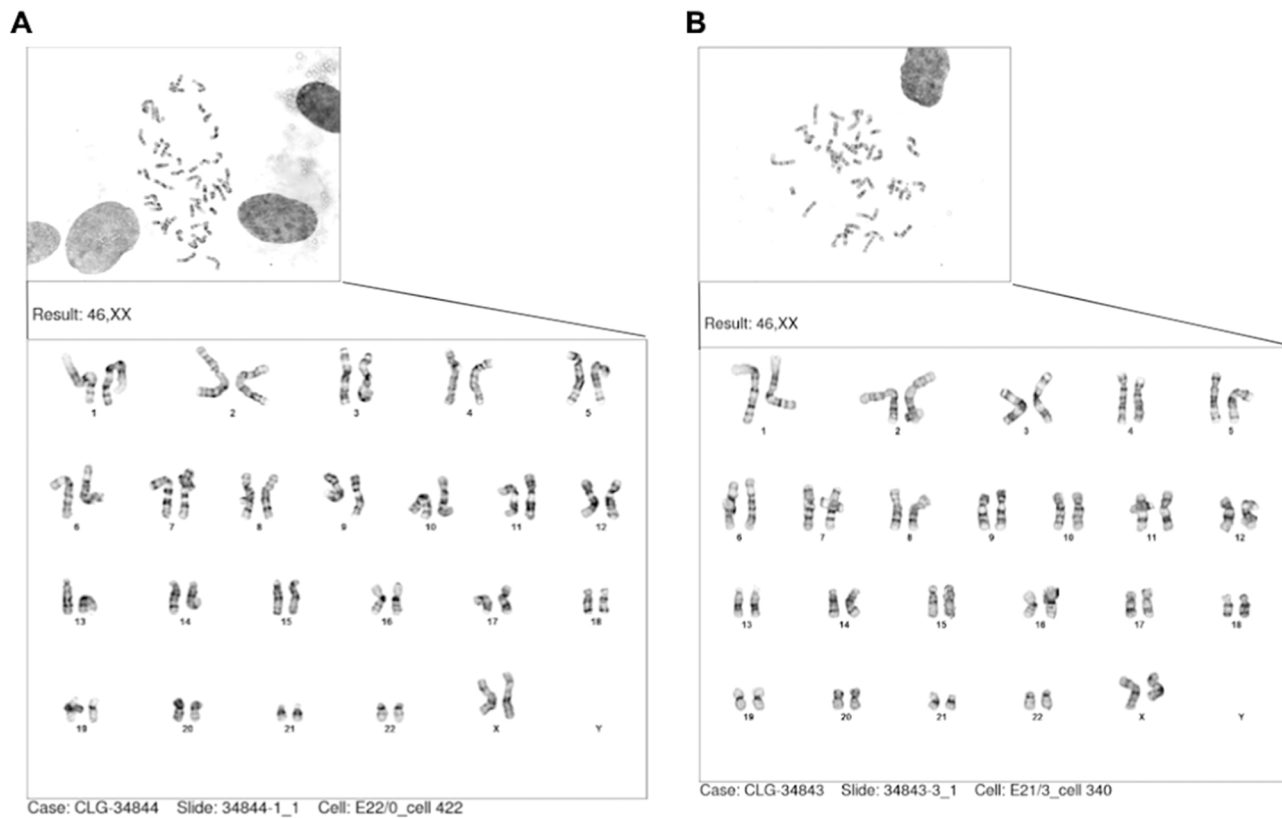 A
Result: 46,XX
1 2 3 4 5
6 7 8 9 10 11 12
13 14 15 16 17 18
19 20 21 22 X Y
Case: CLG-34844 Slide: 34844-1_1 Cell: E22/0_cell 422
B
Result: 46,XX
1 2 3 4 5
6 7 8 9 10 11 12
13 14 15 16 17 18
19 20 21 22 X Y
Case: CLG-34843 Slide: 34843-3_1 Cell: E21/3_cell 340